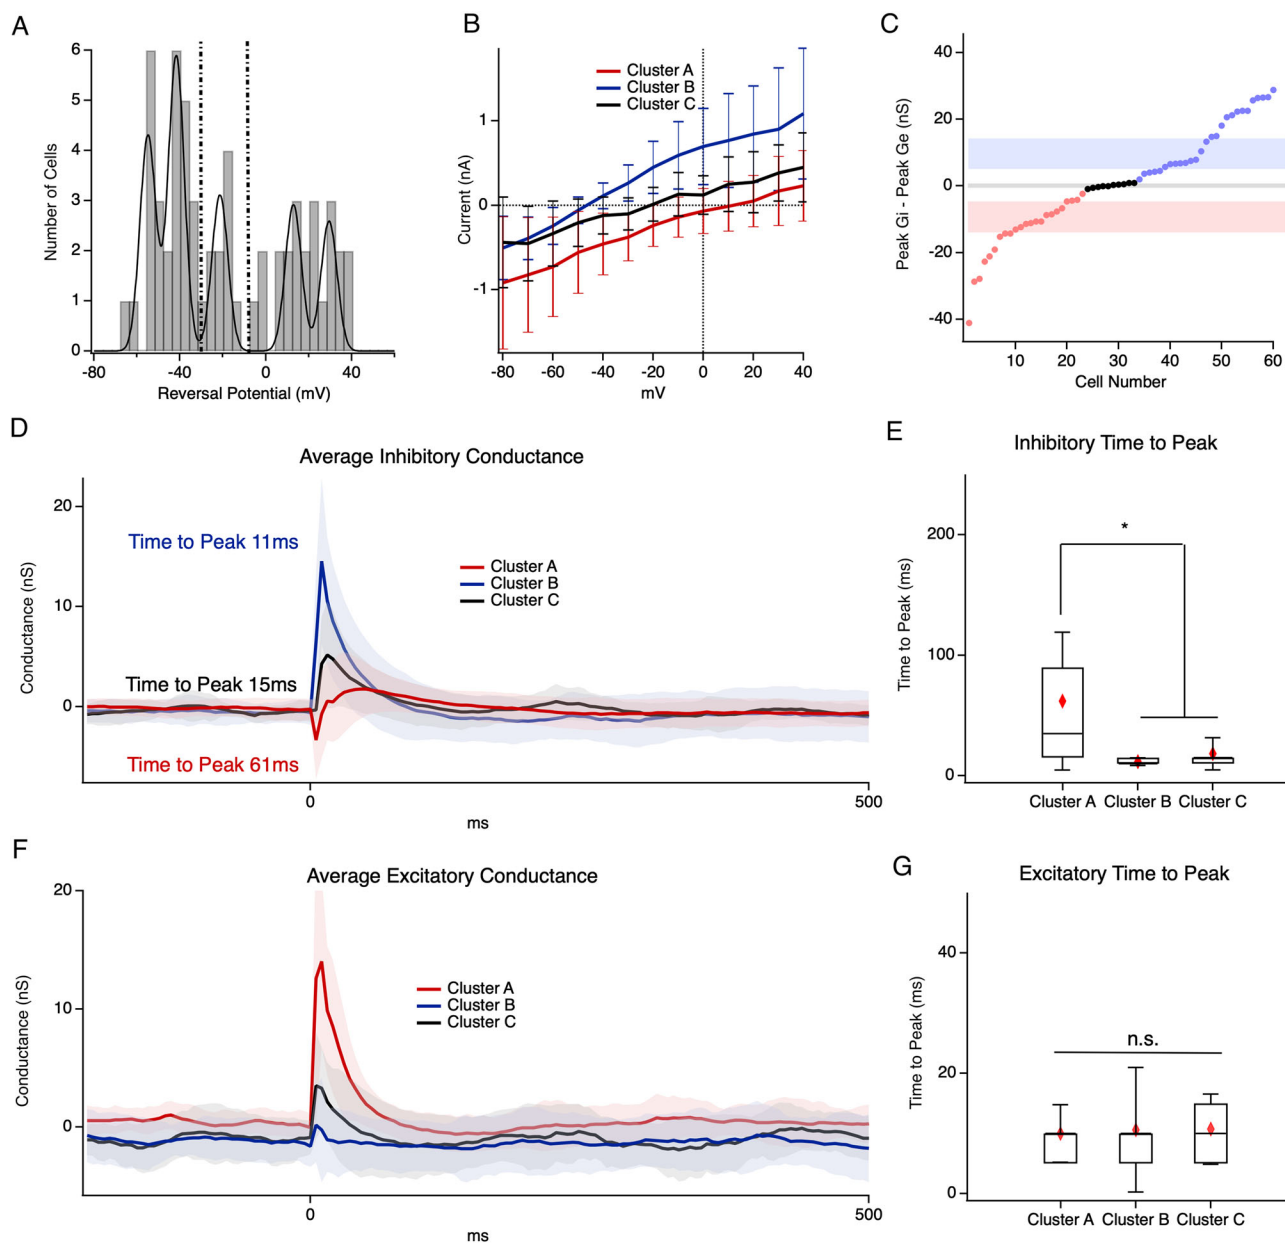 A
6
5
4
3
2
1
0
Number of Cells
-80
-40
0
40
Reversal Potential (mV)
B
Cluster A
Cluster B
Cluster C
1
0
-1
Current (nA)
-80
-60
-40
-20
0
20
40
mV
C
40
20
0
-20
-40
Peak Gi - Peak Ge (nS)
10
20
30
40
50
60
Cell Number
D
Average Inhibitory Conductance
20
10
0
Conductance (nS)
Time to Peak 11ms
Time to Peak 15ms
Time to Peak 61ms
Cluster A
Cluster B
Cluster C
0
500
ms
E
Inhibitory Time to Peak
*
200
100
0
Time to Peak (ms)
Cluster A
Cluster B
Cluster C
F
Average Excitatory Conductance
20
10
0
Conductance (nS)
Cluster A
Cluster B
Cluster C
0
500
ms
G
Excitatory Time to Peak
n.s.
40
20
0
Time to Peak (ms)
Cluster A
Cluster B
Cluster C